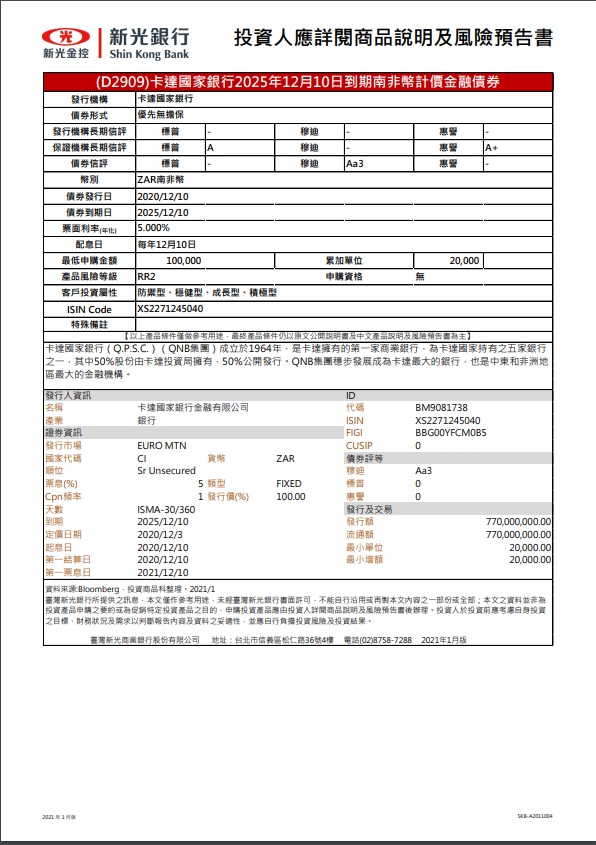 新光金控
新光銀行
Shin Kong Bank
投資人應詳閱商品說明及風險預告書
(D2909)卡達國家銀行2025年12月10日到期南非幣計價金融債券
發行機構 卡達國家銀行
債券形式 優先無擔保
發行機構長期信評 標普 - 穆迪 - 惠譽 -
保證機構長期信評 標普 A 穆迪 - 惠譽 A+
債券信評 標普 - 穆迪 Aa3 惠譽 -
幣別 ZAR南非幣
債券發行日 2020/12/10
債券到期日 2025/12/10
票面利率(年化) 5.000%
配息日 每年12月10日
最低申購金額 100,000 累加單位 20,000
產品風險等級 RR2 申購資格 無
客戶投資屬性 防禦型、穩健型、成長型、積極型
ISIN Code XS2271245040
特殊備註
【以上產品條件僅做參考用途，最終產品條件仍以原文公開說明書及中文產品說明及風險預告書為主】
卡達國家銀行（Q.P.S.C.）（QNB集團）成立於1964年，是卡達擁有的第一家商業銀行，為卡達國家持有之五家銀行
之一，其中50%股份由卡達投資局擁有，50%公開發行。QNB集團穩步發展成為卡達最大的銀行，也是中東和非洲地
區最大的金融機構。
發行人資訊 ID
名稱 卡達國家銀行金融有限公司 代碼 BM9081738
產業 銀行 ISIN XS2271245040
證券資訊 FIGI BBG00YFCM0B5
發行市場 EURO MTN CUSIP 0
國家代碼 CI 貨幣 ZAR 債券評等
順位 Sr Unsecured 穆迪 Aa3
票息(%) 5 類型 FIXED 標普 0
Cpn頻率 1 發行價(%) 100.00 惠譽 0
天數 ISMA-30/360 發行及交易
到期 2025/12/10 發行額 770,000,000.00
定價日期 2020/12/3 流通額 770,000,000.00
起息日 2020/12/10 最小單位 20,000.00
第一結算日 2020/12/10 最小增額 20,000.00
第一票息日 2021/12/10
資料來源:Bloomberg，投資商品科整理。2021/1
臺灣新光銀行所提供之訊息，本文僅作參考用途，未經臺灣新光銀行書面許可，不能自行沿用或再製本文內容之一部份或全部；本文之資料並非為
投資產品申購之要約或為促銷特定投資產品之目的，申購投資產品應由投資人詳閱商品說明及風險預告書後辦理。投資人於投資前應考慮自身投資
之目標、財務狀況及需求以判斷報告內容及資料之妥適性，並應自行負擔投資風險及投資結果。
臺灣新光商業銀行股份有限公司 地址：台北市信義區松仁路36號4樓 電話(02)8758-7288 2021年1月版
2021 年 1 月版 SKB-A2011004